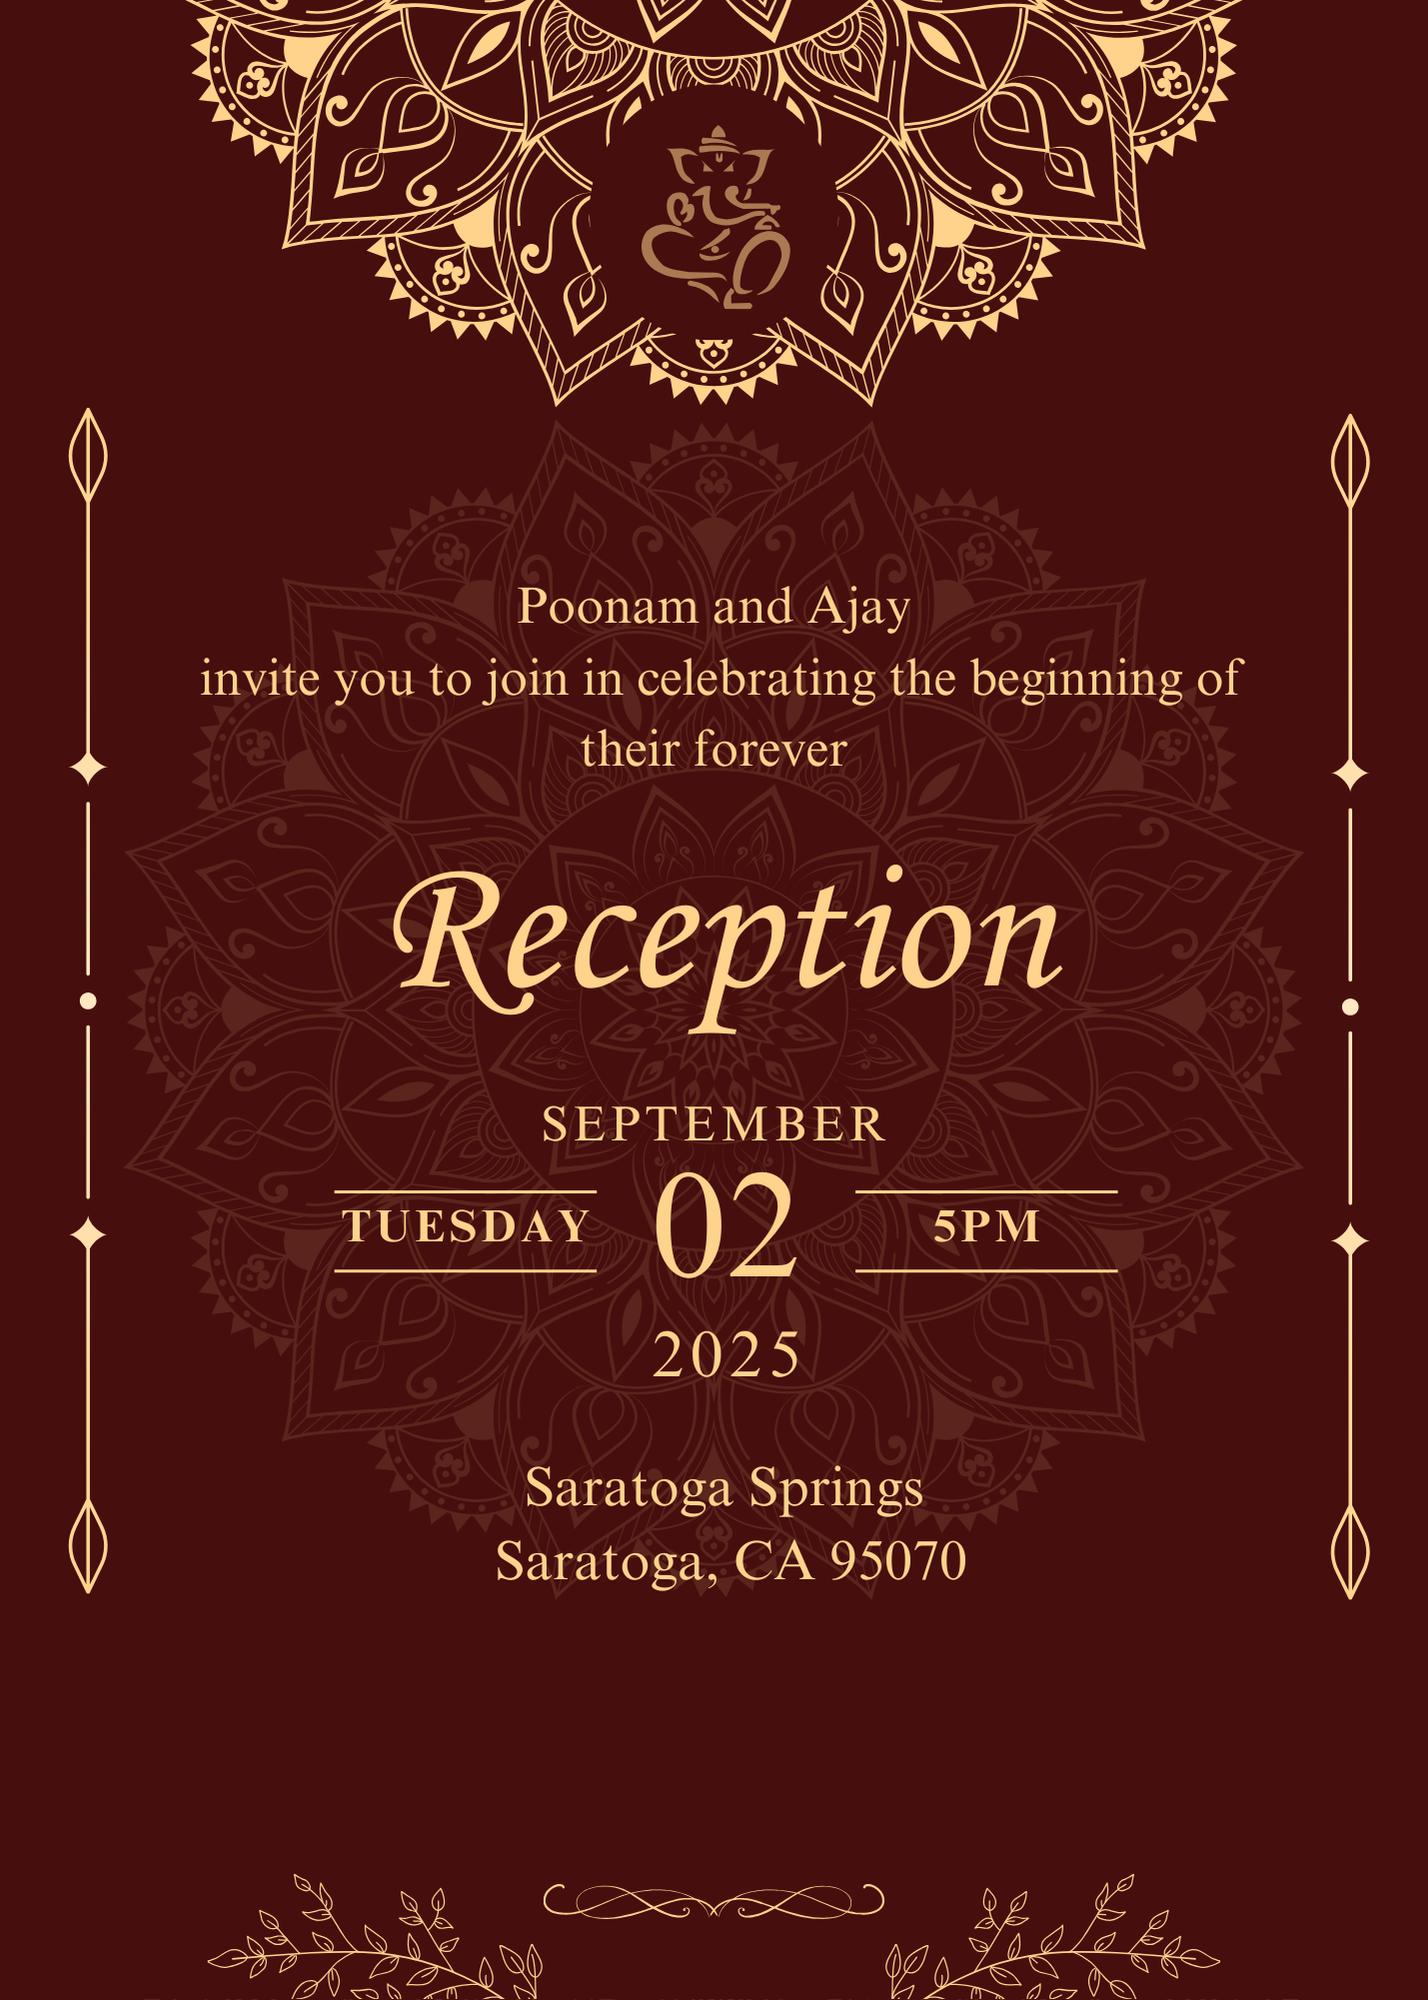 Poonam and Ajay
invite you to join in celebrating the beginning of
their forever
Reception
SEPTEMBER
TUESDAY 02 5PM
2025
Saratoga Springs
Saratoga, CA 95070